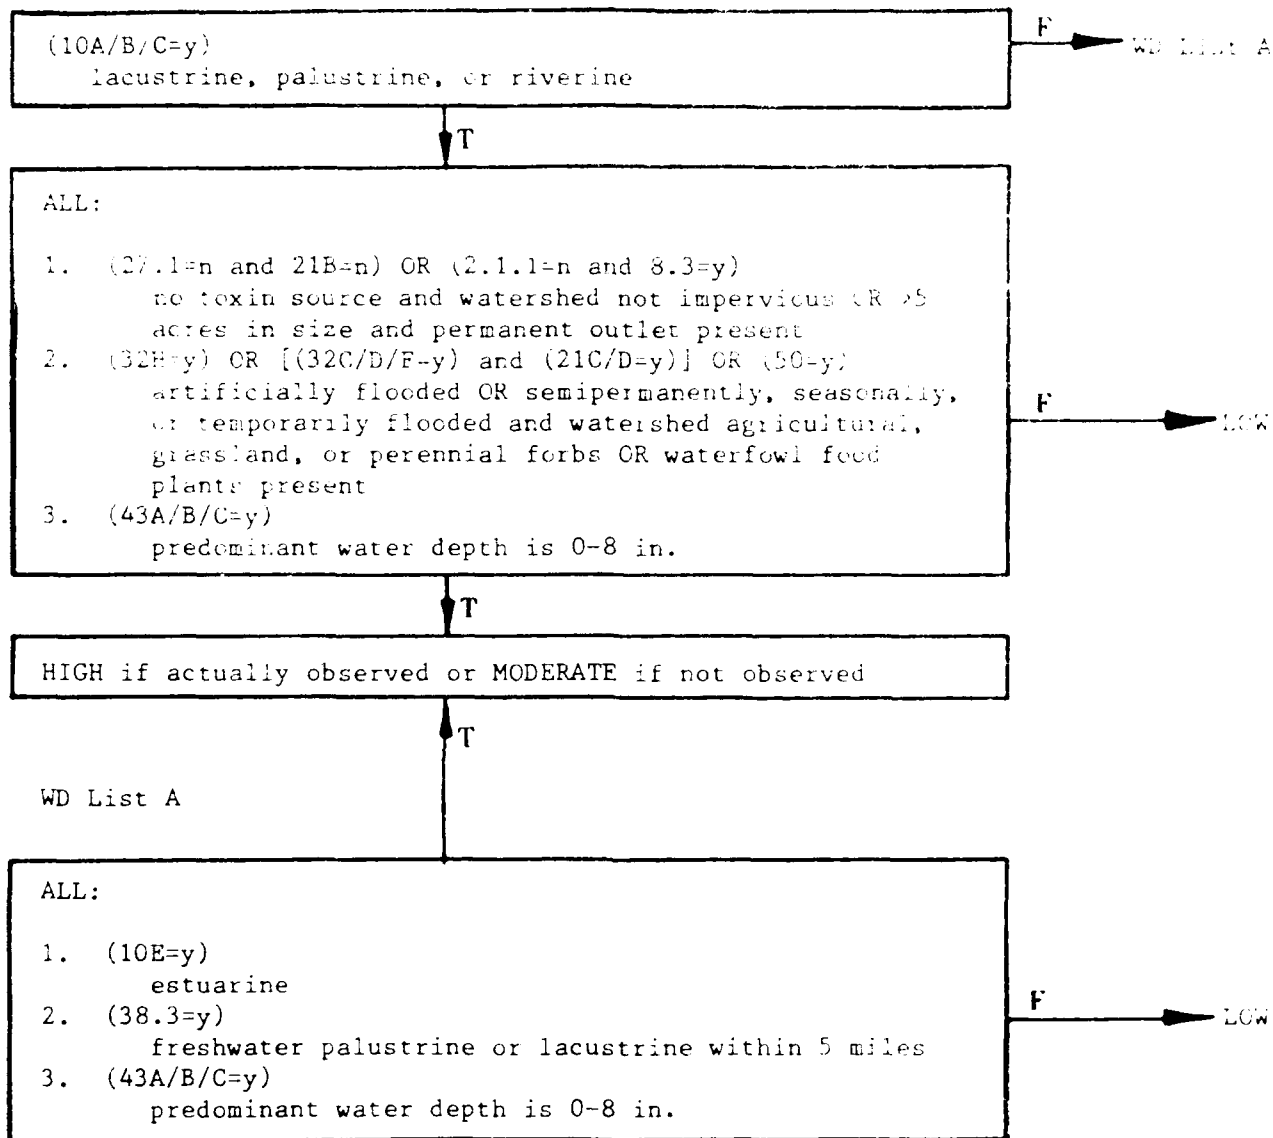 (10A/B/C=y)
lacustrine, palustrine, or riverine
F
WD List A
T
ALL:
1. (27.1=n and 21B=n) OR (2.1.1=n and 8.3=y)
no toxin source and watershed not impervious OR >5
acres in size and permanent outlet present
2. (32H=y) OR [(32C/D/F=y) and (21C/D=y)] OR (50=y)
artificially flooded OR semipermanently, seasonally,
or temporarily flooded and watershed agricultural,
grassland, or perennial forbs OR waterfowl food
plants present
3. (43A/B/C=y)
predominant water depth is 0-8 in.
F
LOW
T
HIGH if actually observed or MODERATE if not observed
T
WD List A
ALL:
1. (10E=y)
estuarine
2. (38.3=y)
freshwater palustrine or lacustrine within 5 miles
3. (43A/B/C=y)
predominant water depth is 0-8 in.
F
LOW